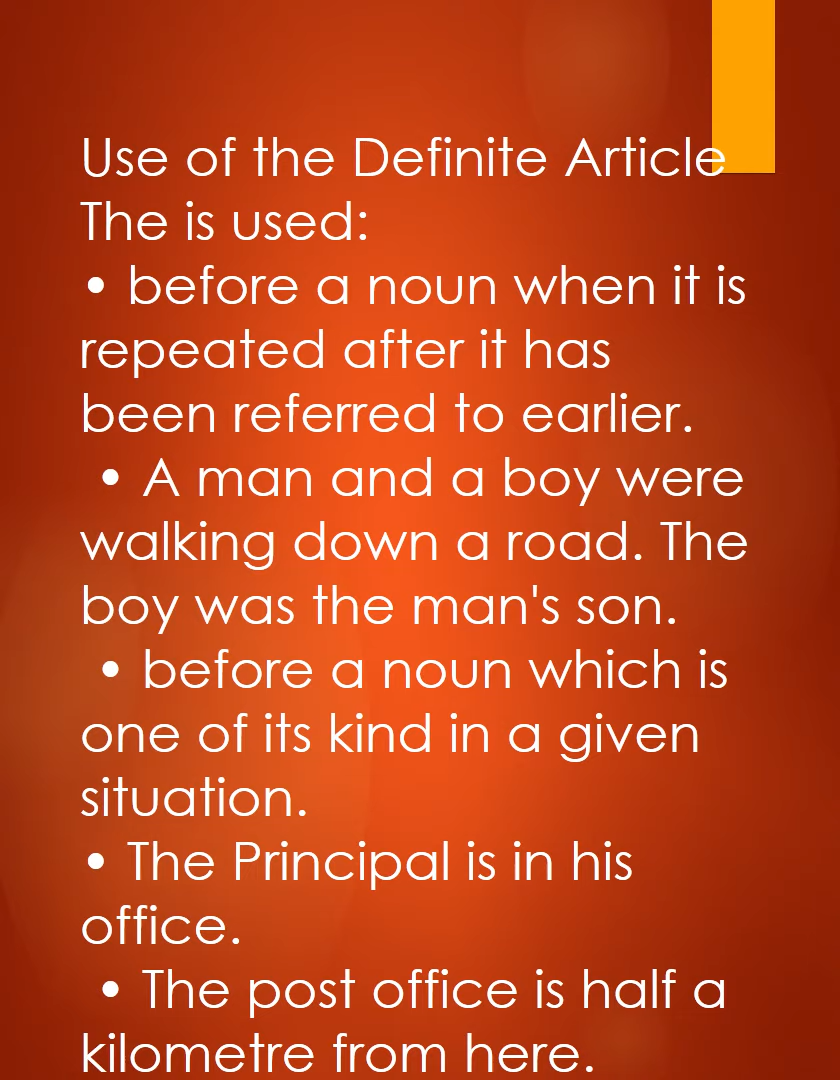 Use of the Definite Article
The is used:
• before a noun when it is
repeated after it has
been referred to earlier.
• A man and a boy were
walking down a road. The
boy was the man's son.
• before a noun which is
one of its kind in a given
situation.
• The Principal is in his
office.
• The post office is half a
kilometre from here.